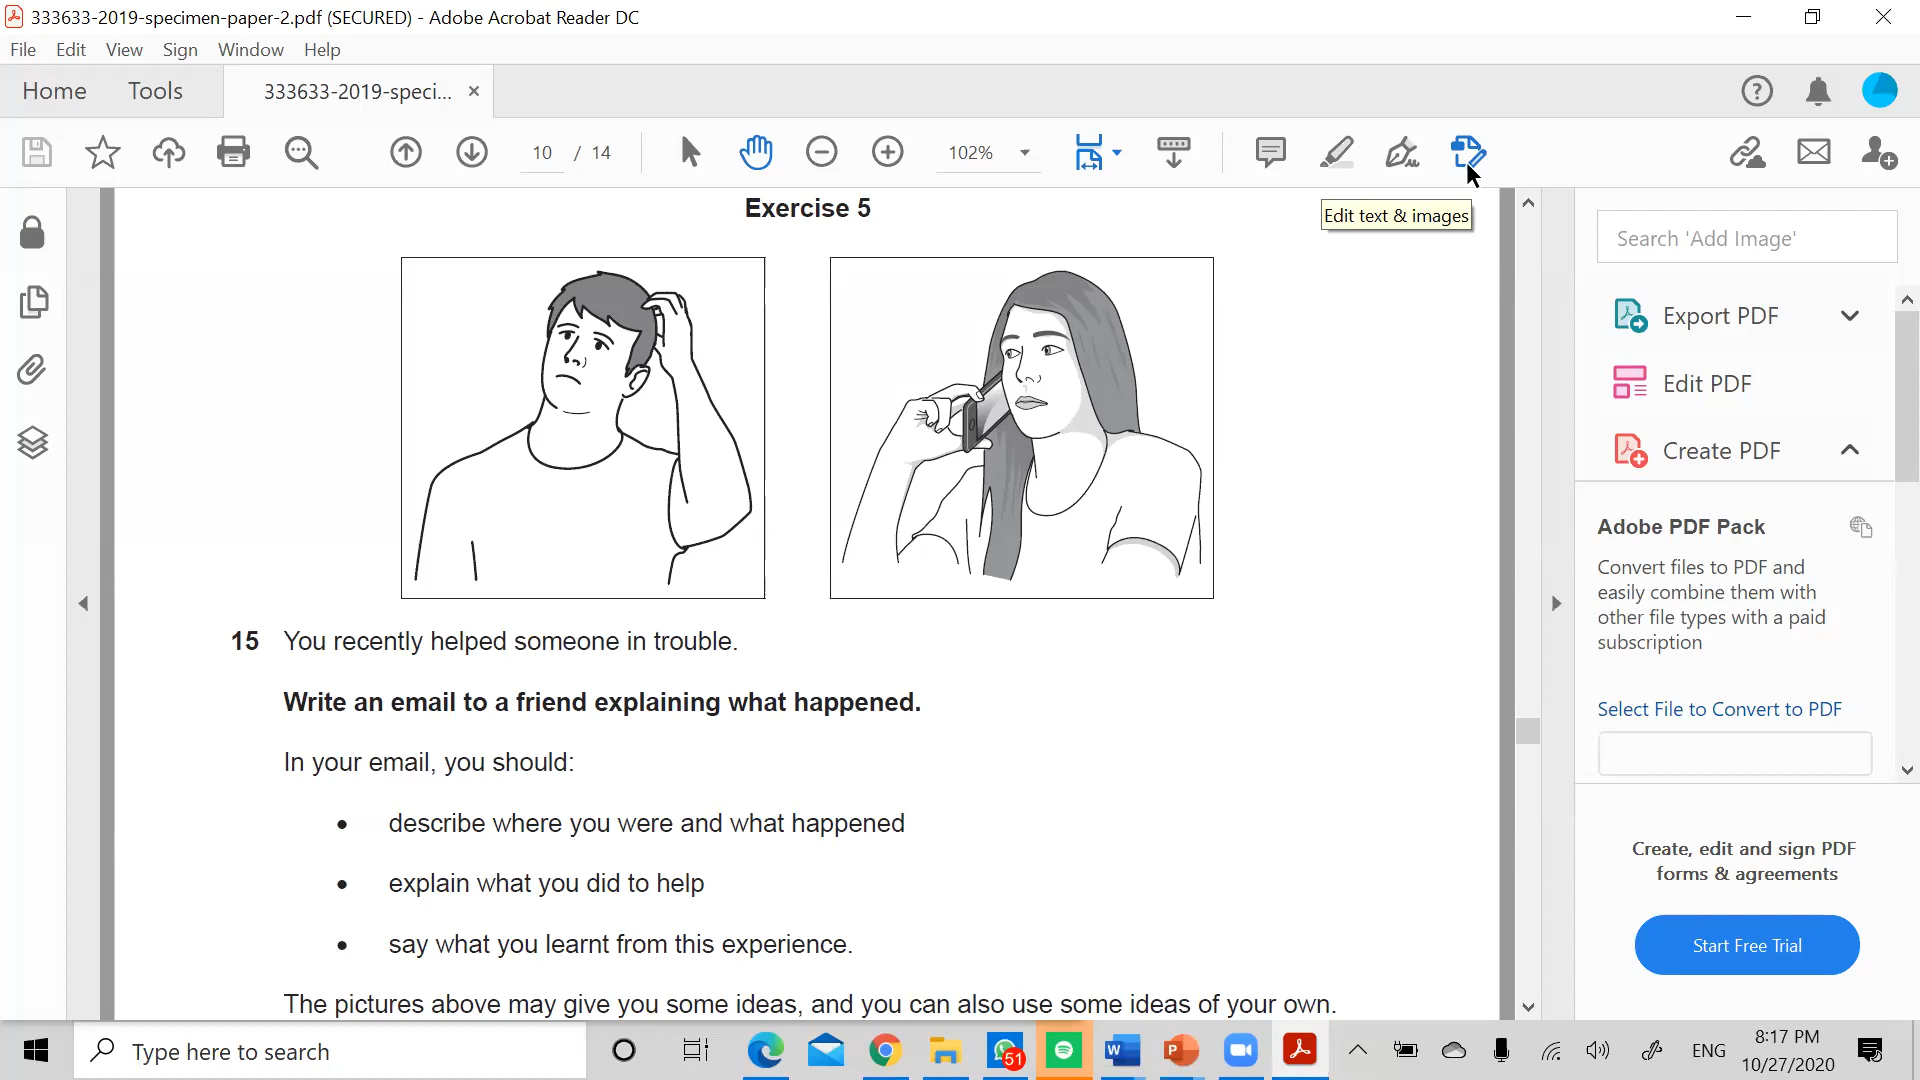 333633-2019-specimen-paper-2.pdf (SECURED) - Adobe Acrobat Reader DC
File Edit View Sign Window Help
Home Tools 333633-2019-speci... ×
10 / 14 102%
Edit text & images
Exercise 5
15 You recently helped someone in trouble.
Write an email to a friend explaining what happened.
In your email, you should:
• describe where you were and what happened
• explain what you did to help
• say what you learnt from this experience.
The pictures above may give you some ideas, and you can also use some ideas of your own.
Search 'Add Image'
Export PDF
Edit PDF
Create PDF
Adobe PDF Pack
Convert files to PDF and
easily combine them with
other file types with a paid
subscription
Select File to Convert to PDF
Create, edit and sign PDF
forms & agreements
Start Free Trial
Type here to search
51
ENG
8:17 PM
10/27/2020